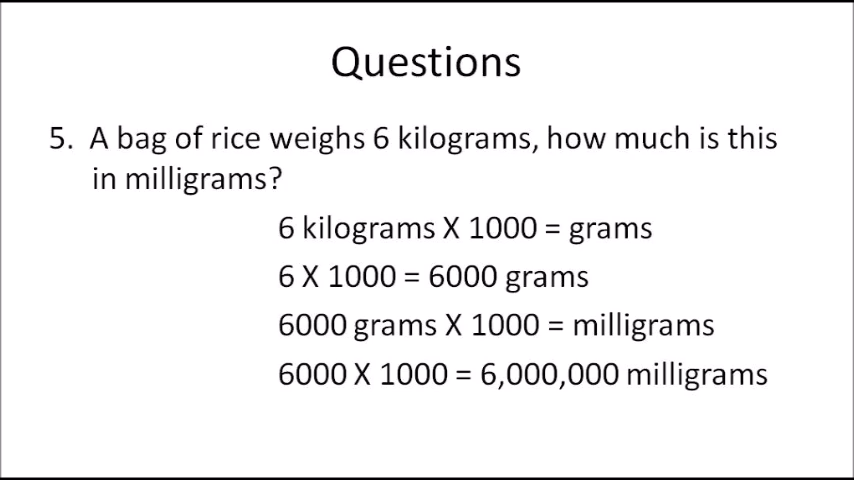 Questions
5. A bag of rice weighs 6 kilograms, how much is this
in milligrams?
6 kilograms X 1000 = grams
6 X 1000 = 6000 grams
6000 grams X 1000 = milligrams
6000 X 1000 = 6,000,000 milligrams